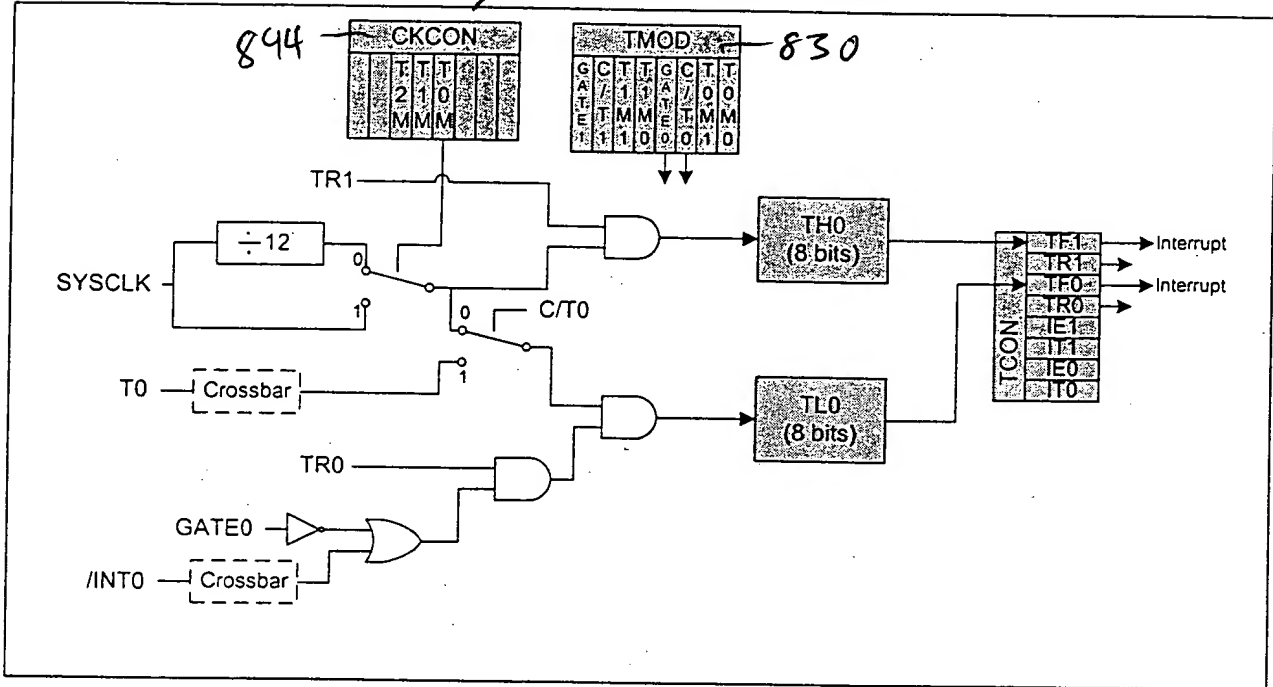 844
CKCON
T2M T1M T0M
TMOD
830
GATE1 C/T1 T1M1 T1M0 GATE0 C/T0 T0M1 T0M0
TR1
÷12
0
SYSCLK
1
TH0
(8 bits)
C/T0
0
1
T0
Crossbar
TL0
(8 bits)
TR0
GATE0
/INT0
Crossbar
TCON
TF1
Interrupt
TR1
TF0
Interrupt
TR0
IE1
IT1
IE0
IT0